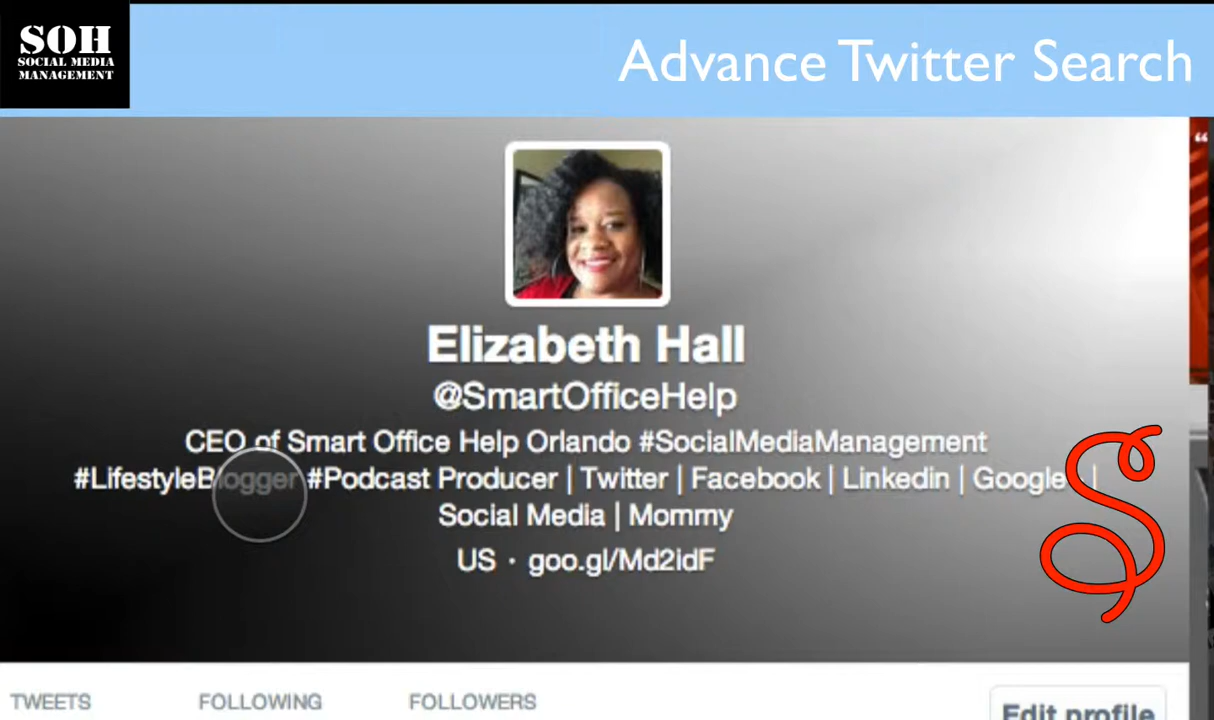 SOH
SOCIAL MEDIA
MANAGEMENT
Advance Twitter Search
“
Elizabeth Hall
@SmartOfficeHelp
CEO of Smart Office Help Orlando #SocialMediaManagement
#LifestyleBlogger #Podcast Producer | Twitter | Facebook | Linkedin | Google |
Social Media | Mommy
US · goo.gl/Md2idF
TWEETS FOLLOWING FOLLOWERS
Edit profile